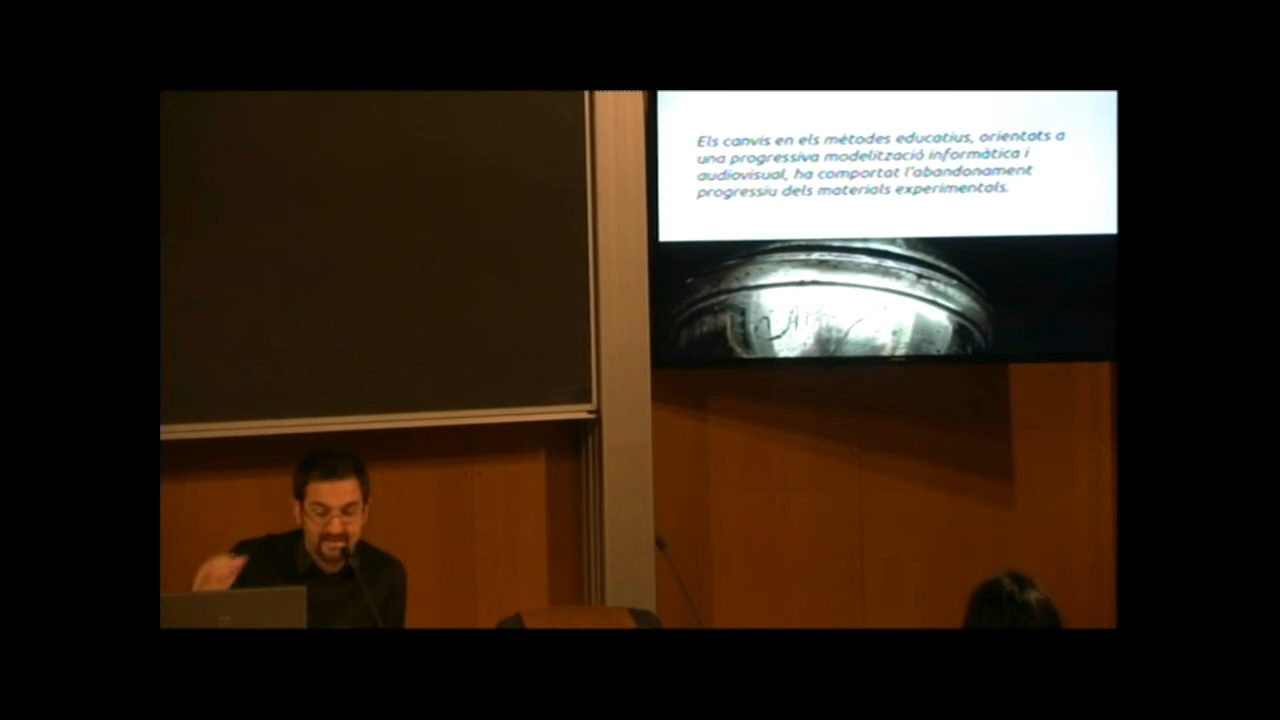 Els canvis en els mètodes educatius, orientats a
una progressiva modelització informàtica i
audiovisual, ha comportat l'abandonament
progressiu dels materials experimentals.